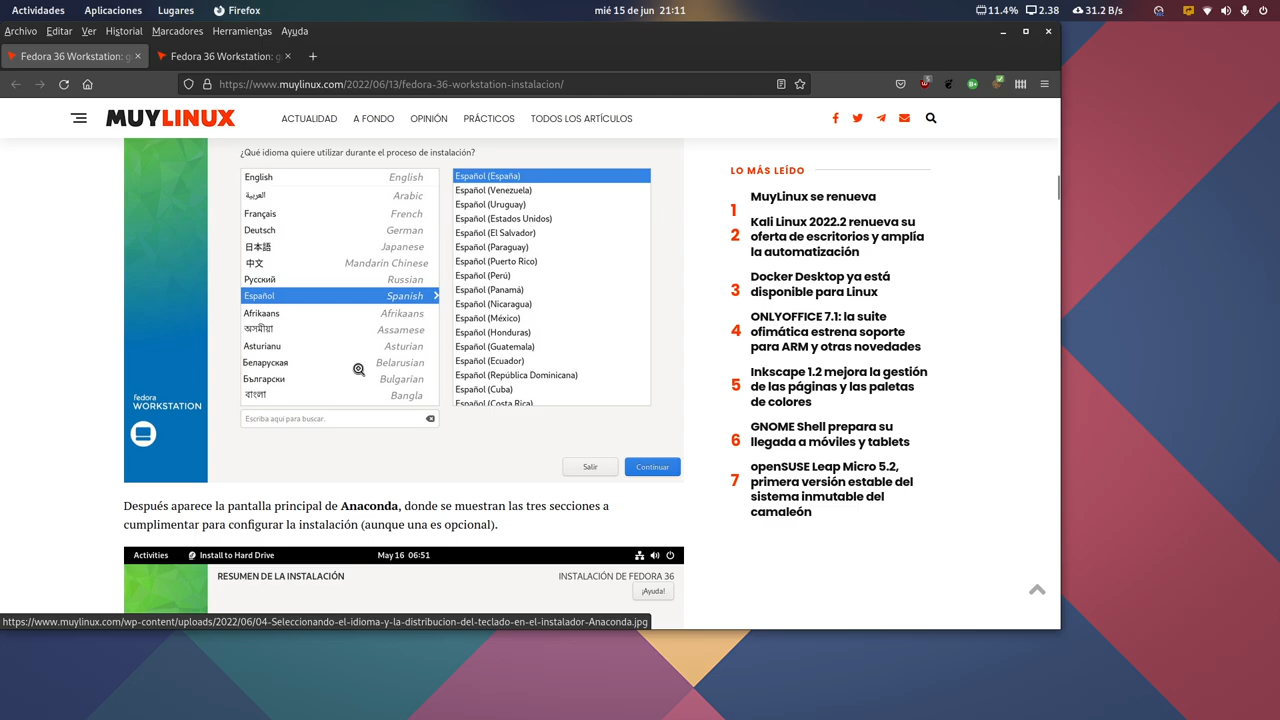 Actividades Aplicaciones Lugares Firefox mié 15 de jun 21:11 11.4% 2.38 31.2 B/s
Archivo Editar Ver Historial Marcadores Herramientas Ayuda
Fedora 36 Workstation: g Fedora 36 Workstation: g
https://www.muylinux.com/2022/06/13/fedora-36-workstation-instalacion/
MUYLINUX ACTUALIDAD A FONDO OPINIÓN PRÁCTICOS TODOS LOS ARTÍCULOS
¿Qué idioma quiere utilizar durante el proceso de instalación?
English English
العربية Arabic
Français French
Deutsch German
日本語 Japanese
中文 Mandarin Chinese
Русский Russian
Español Spanish
Afrikaans Afrikaans
অসমীয়া Assamese
Asturianu Asturian
Беларуская Belarusian
Български Bulgarian
বাংলা Bangla
Escriba aquí para buscar.
Español (España)
Español (Venezuela)
Español (Uruguay)
Español (Estados Unidos)
Español (El Salvador)
Español (Paraguay)
Español (Puerto Rico)
Español (Perú)
Español (Panamá)
Español (Nicaragua)
Español (México)
Español (Honduras)
Español (Guatemala)
Español (Ecuador)
Español (República Dominicana)
Español (Cuba)
Español (Costa Rica)
fedora
WORKSTATION
Salir Continuar
Después aparece la pantalla principal de Anaconda, donde se muestran las tres secciones a
cumplimentar para configurar la instalación (aunque una es opcional).
Activities Install to Hard Drive May 16 06:51
RESUMEN DE LA INSTALACIÓN INSTALACIÓN DE FEDORA 36
¡Ayuda!
LO MÁS LEÍDO
1 MuyLinux se renueva
2 Kali Linux 2022.2 renueva su
oferta de escritorios y amplía
la automatización
3 Docker Desktop ya está
disponible para Linux
4 ONLYOFFICE 7.1: la suite
ofimática estrena soporte
para ARM y otras novedades
5 Inkscape 1.2 mejora la gestión
de las páginas y las paletas
de colores
6 GNOME Shell prepara su
llegada a móviles y tablets
7 openSUSE Leap Micro 5.2,
primera versión estable del
sistema inmutable del
camaleón
https://www.muylinux.com/wp-content/uploads/2022/06/04-Seleccionando-el-idioma-y-la-distribucion-del-teclado-en-el-instalador-Anaconda.jpg